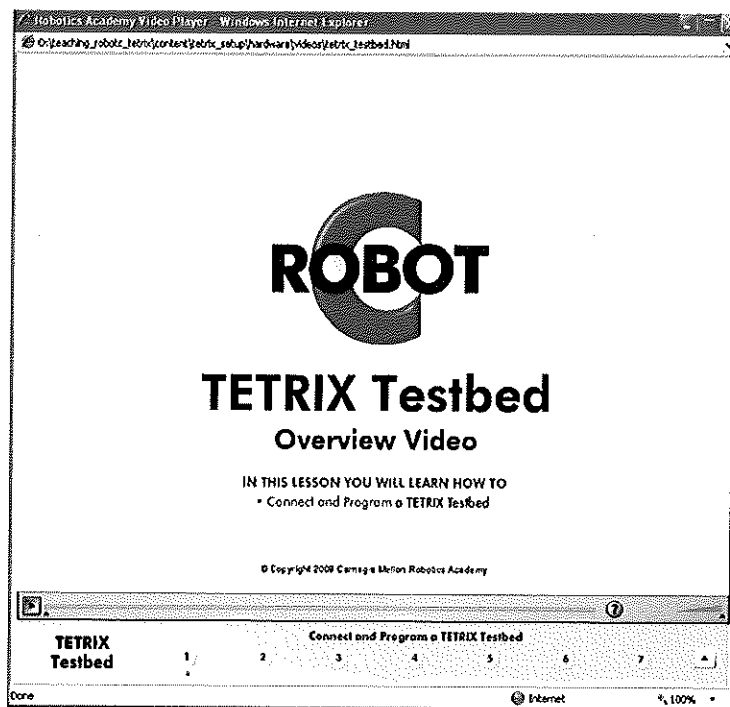 Robotics Academy Video Player - Windows Internet Explorer
O:\teaching_robotc_tetrix\content\tetrix_setup\hardware\videos\tetrix_testbed.html
ROBOT C
TETRIX Testbed
Overview Video
IN THIS LESSON YOU WILL LEARN HOW TO
• Connect and Program a TETRIX Testbed
© Copyright 2009 Carnegie Mellon Robotics Academy
?
Connect and Program a TETRIX Testbed
TETRIX
Testbed
1 2 3 4 5 6 7
Done Internet 100%